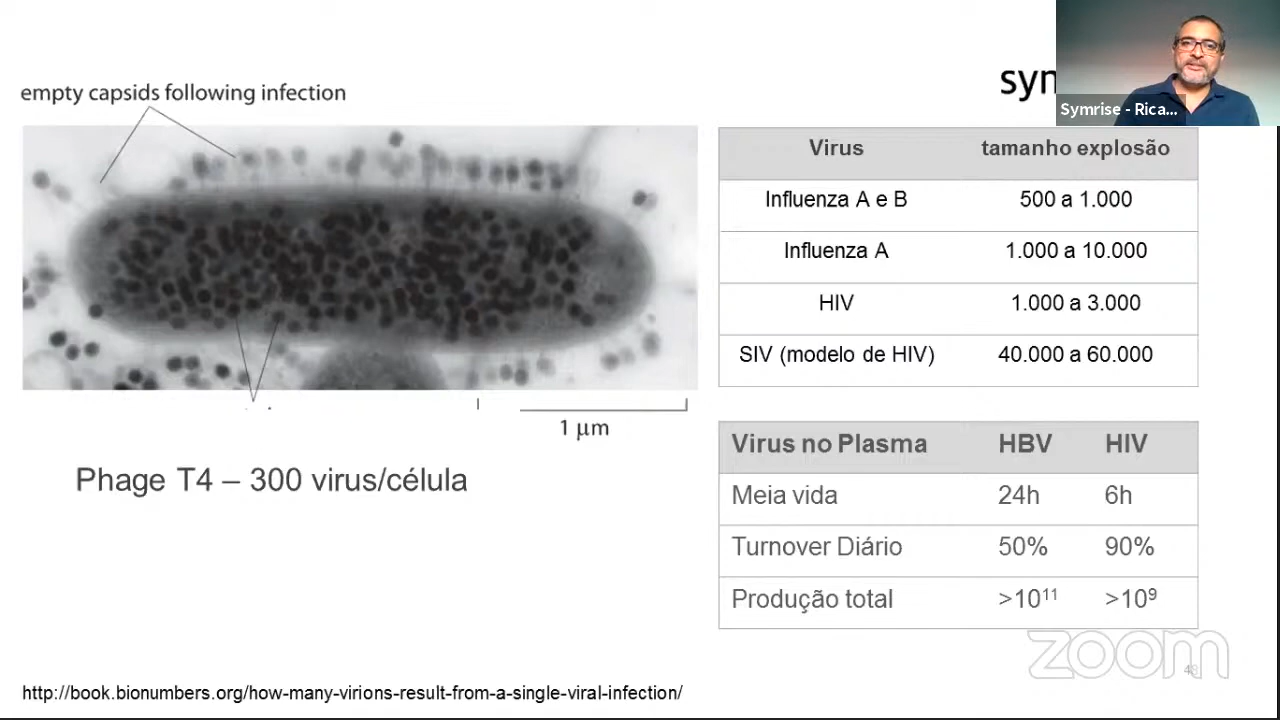 empty capsids following infection
sym
Symrise - Rica...
Virus tamanho explosão
Influenza A e B 500 a 1.000
Influenza A 1.000 a 10.000
HIV 1.000 a 3.000
SIV (modelo de HIV) 40.000 a 60.000
1 μm
Phage T4 – 300 virus/célula
Virus no Plasma HBV HIV
Meia vida 24h 6h
Turnover Diário 50% 90%
Produção total >10¹¹ >10⁹
zoom
http://book.bionumbers.org/how-many-virions-result-from-a-single-viral-infection/